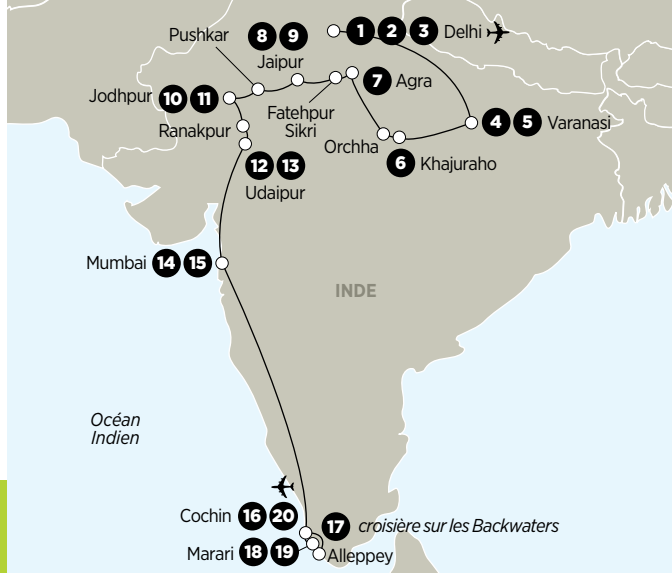 Pushkar
8 9
Jaipur
1 2 3 Delhi
7 Agra
Jodhpur 10 11
Fatehpur
Sikri
Ranakpur
Orchha
4 5 Varanasi
6 Khajuraho
12 13
Udaipur
Mumbai 14 15
INDE
Océan
Indien
Cochin 16 20
17 croisière sur les Backwaters
Marari 18 19
Alleppey